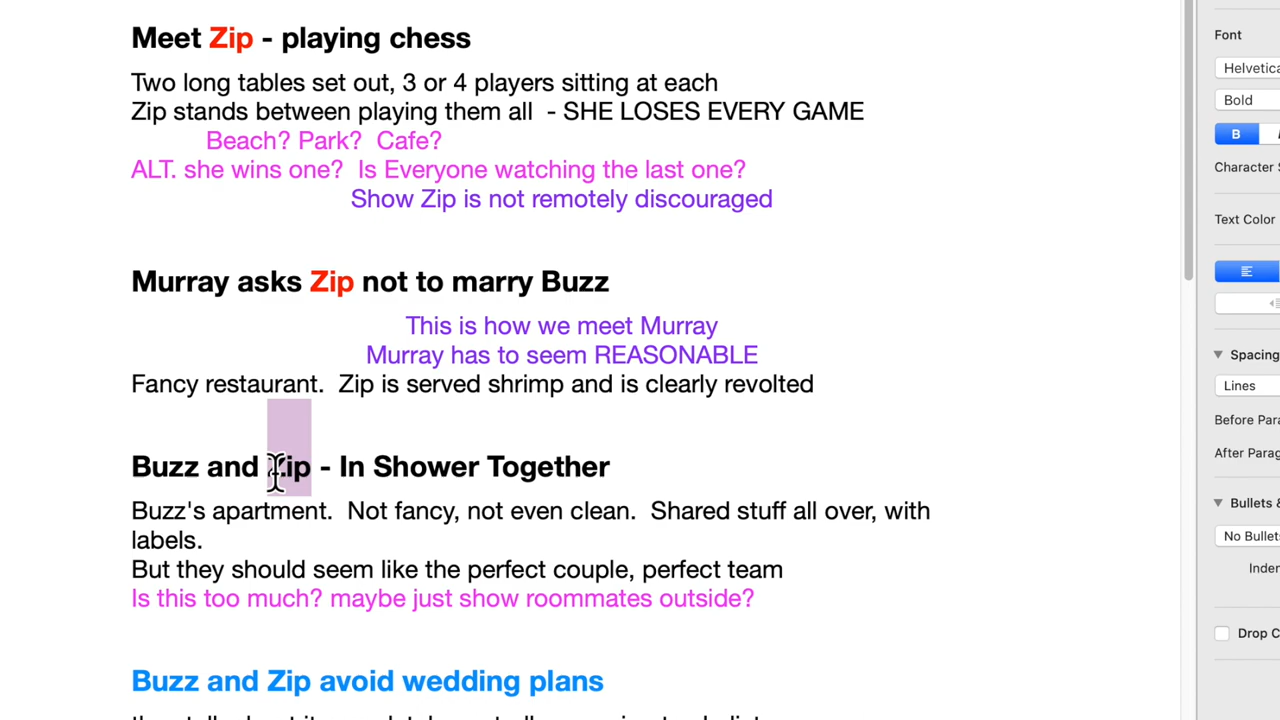 Meet Zip - playing chess
Two long tables set out, 3 or 4 players sitting at each
Zip stands between playing them all  - SHE LOSES EVERY GAME
Beach? Park?  Cafe?
ALT. she wins one?  Is Everyone watching the last one?
Show Zip is not remotely discouraged
Murray asks Zip not to marry Buzz
This is how we meet Murray
Murray has to seem REASONABLE
Fancy restaurant.  Zip is served shrimp and is clearly revolted
Buzz and Zip - In Shower Together
Buzz's apartment.  Not fancy, not even clean.  Shared stuff all over, with
labels.
But they should seem like the perfect couple, perfect team
Is this too much? maybe just show roommates outside?
Buzz and Zip avoid wedding plans
Font
Helvetica
Bold
B
Character S
Text Color
Spacing
Lines
Before Para
After Parag
Bullets &
No Bullet
Inden
Drop C